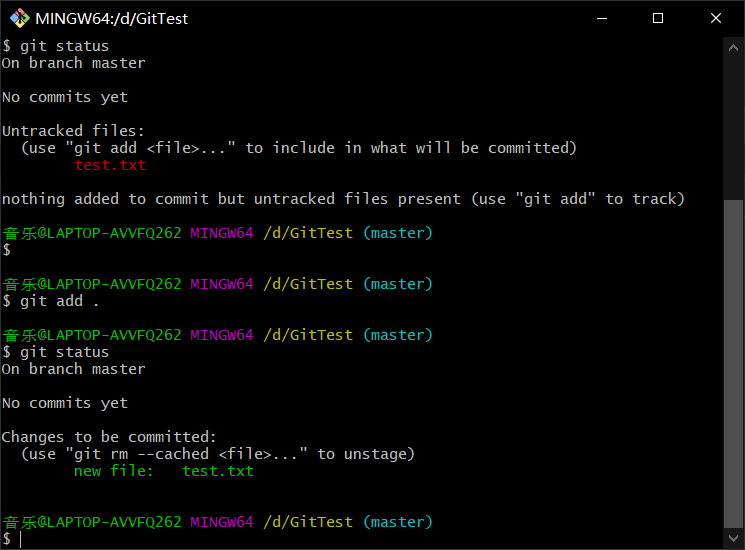 MINGW64:/d/GitTest
$ git status
On branch master
No commits yet
Untracked files:
(use "git add <file>..." to include in what will be committed)
test.txt
nothing added to commit but untracked files present (use "git add" to track)
音乐@LAPTOP-AVVFQ262 MINGW64 /d/GitTest (master)
$
音乐@LAPTOP-AVVFQ262 MINGW64 /d/GitTest (master)
$ git add .
音乐@LAPTOP-AVVFQ262 MINGW64 /d/GitTest (master)
$ git status
On branch master
No commits yet
Changes to be committed:
(use "git rm --cached <file>..." to unstage)
new file:   test.txt
音乐@LAPTOP-AVVFQ262 MINGW64 /d/GitTest (master)
$